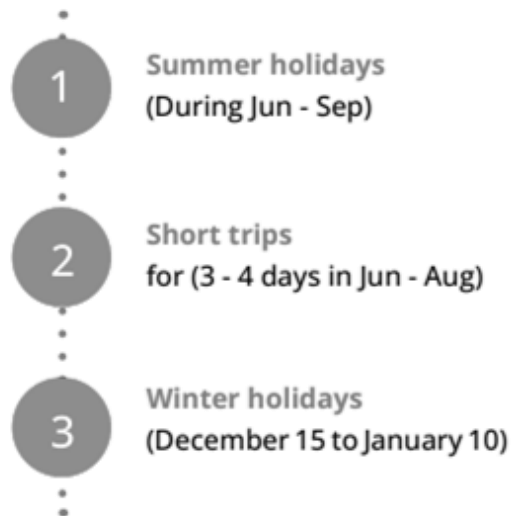 1
Summer holidays
(During Jun - Sep)
2
Short trips
for (3 - 4 days in Jun - Aug)
3
Winter holidays
(December 15 to January 10)